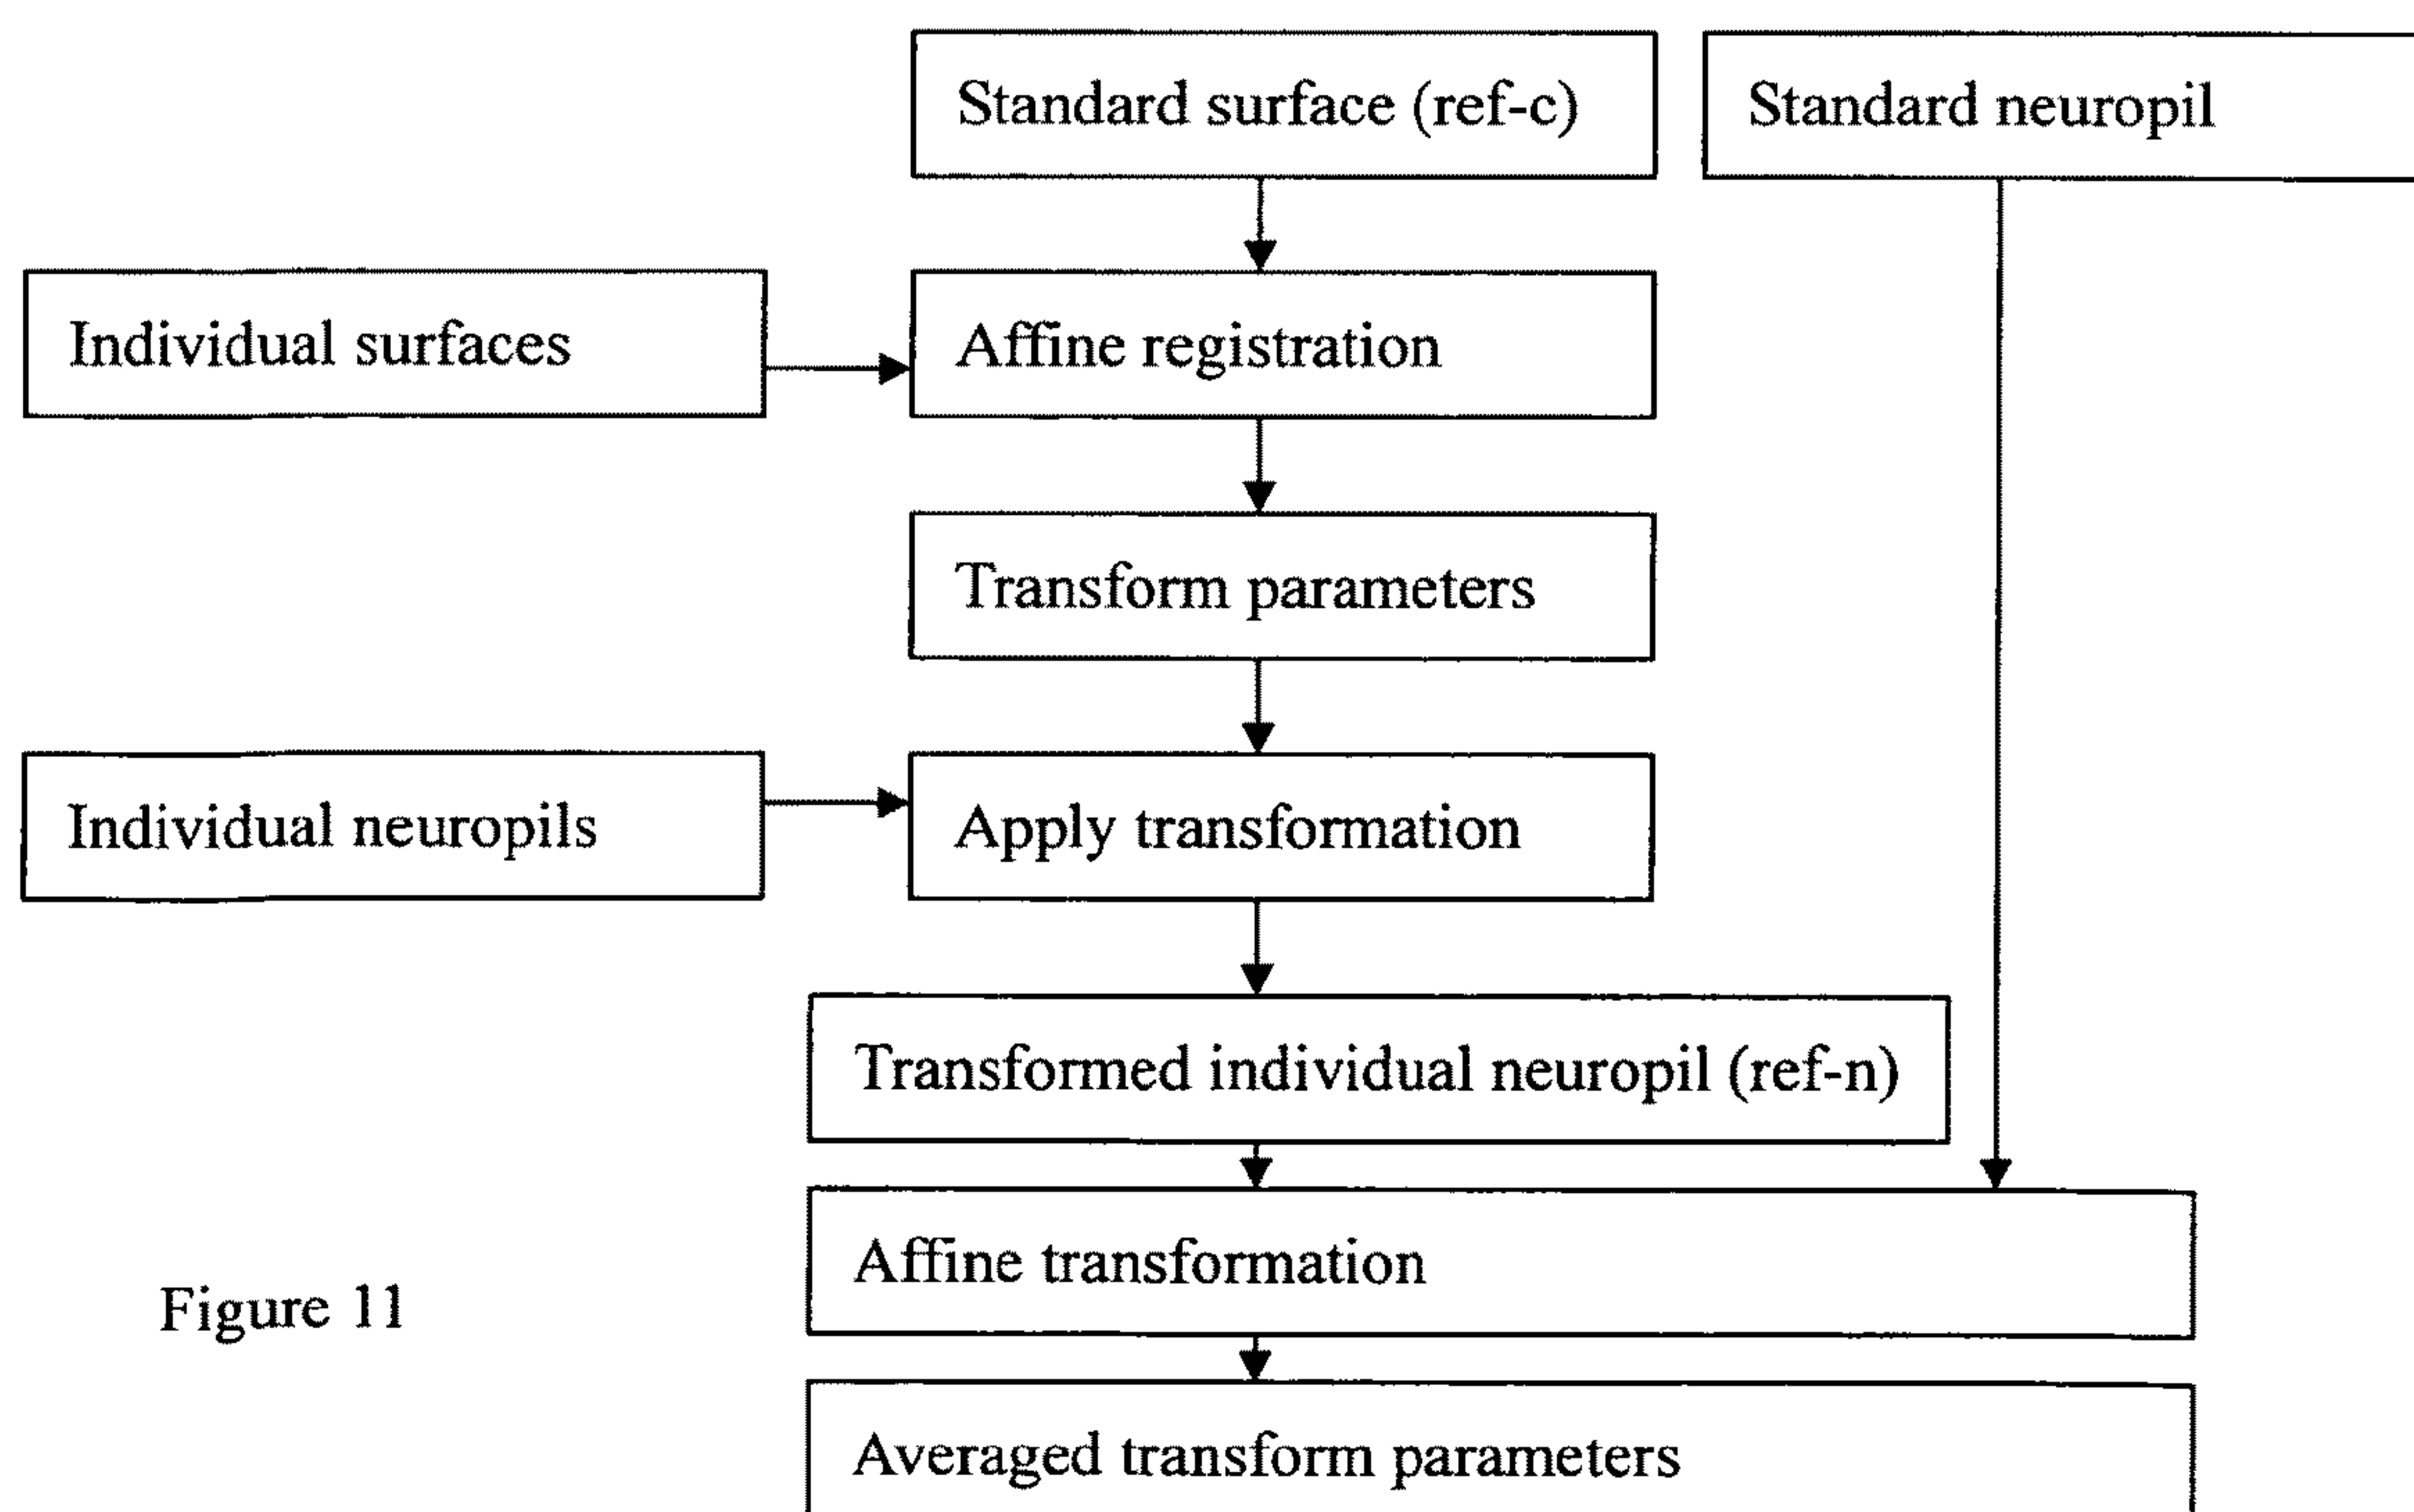 Standard surface (ref-c)
Standard neuropil
Individual surfaces
Affine registration
Transform parameters
Individual neuropils
Apply transformation
Transformed individual neuropil (ref-n)
Affine transformation
Figure 11
Averaged transform parameters